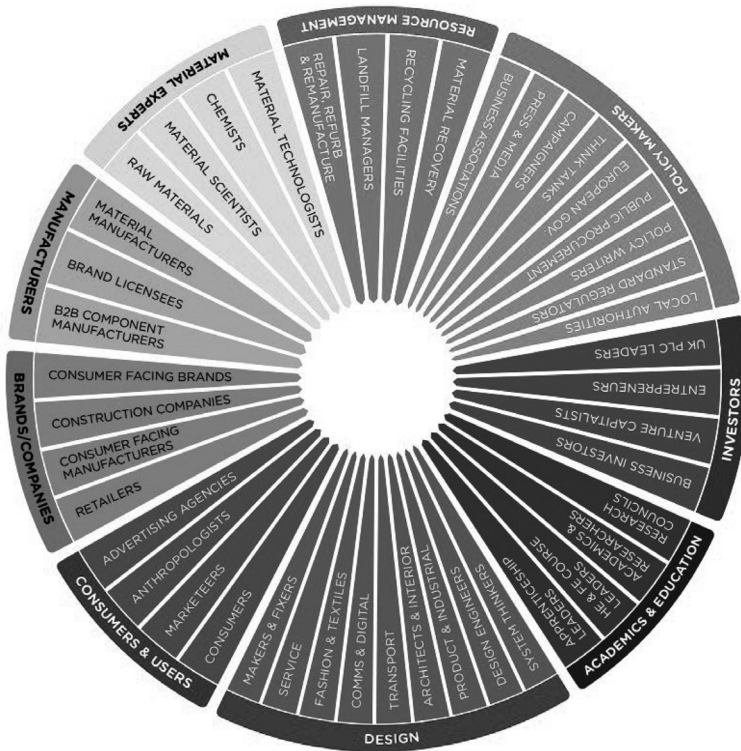 RESOURCE MANAGEMENT
REPAIR, REFURB
& REMANUFACTURE
LANDFILL MANAGERS
RECYCLING FACILITIES
MATERIAL RECOVERY
POLICY MAKERS
BUSINESS ASSOCIATIONS
PRESS & MEDIA
CAMPAIGNERS
THINK TANKS
EUROPEAN GOV.
PUBLIC PROCUREMENT
POLICY WRITERS
STANDARD REGULATORS
LOCAL AUTHORITIES
INVESTORS
UK PLC LEADERS
ENTREPRENEURS
VENTURE CAPITALISTS
BUSINESS INVESTORS
ACADEMICS & EDUCATION
RESEARCH
COUNCILS
ACADEMICS &
RESEARCHERS
HE & FE COURSE
LEADERS
APPRENTICESHIP
LEADERS
DESIGN
SYSTEM THINKERS
DESIGN ENGINEERS
PRODUCT & INDUSTRIAL
ARCHITECTS & INTERIOR
TRANSPORT
COMMS & DIGITAL
FASHION & TEXTILES
SERVICE
MAKERS & FIXERS
CONSUMERS & USERS
CONSUMERS
MARKETEERS
ANTHROPOLOGISTS
ADVERTISING AGENCIES
BRANDS/COMPANIES
RETAILERS
CONSUMER FACING
MANUFACTURERS
CONSTRUCTION COMPANIES
CONSUMER FACING BRANDS
MANUFACTURERS
B2B COMPONENT
MANUFACTURERS
BRAND LICENSEES
MATERIAL
MANUFACTURERS
MATERIAL EXPERTS
RAW MATERIALS
MATERIAL SCIENTISTS
CHEMISTS
MATERIAL TECHNOLOGISTS